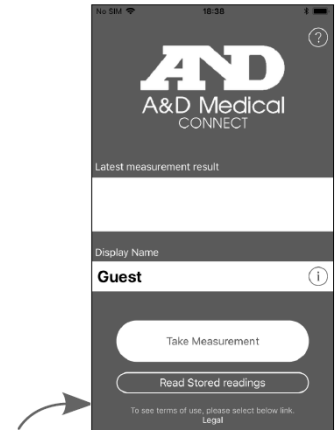 No SIM 18:38
?
AND
A&D Medical
CONNECT
Latest measurement result
Display Name
Guest i
Take Measurement
Read Stored readings
To see terms of use, please select below link.
Legal